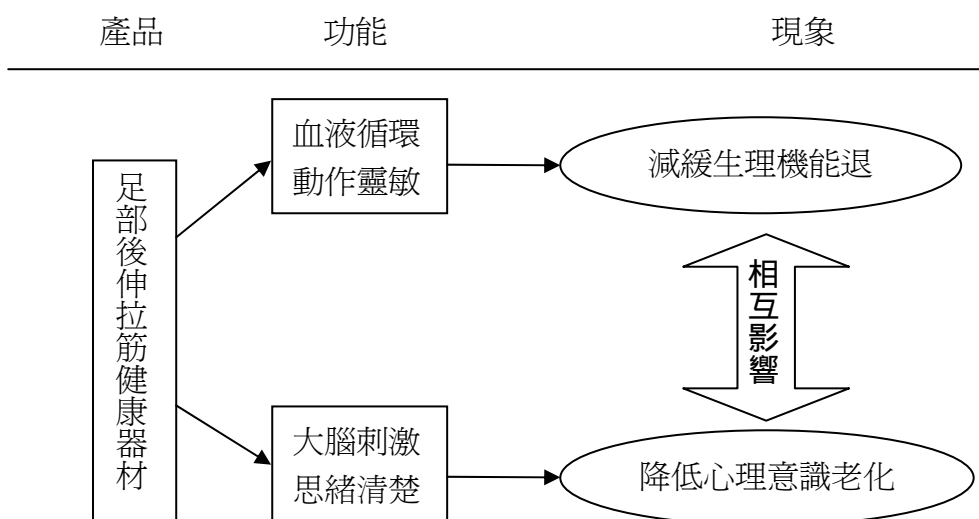 產品 功能 現象
血液循環
動作靈敏
減緩生理機能退
足部後伸拉筋健康器材
相互影響
大腦刺激
思緒清楚
降低心理意識老化